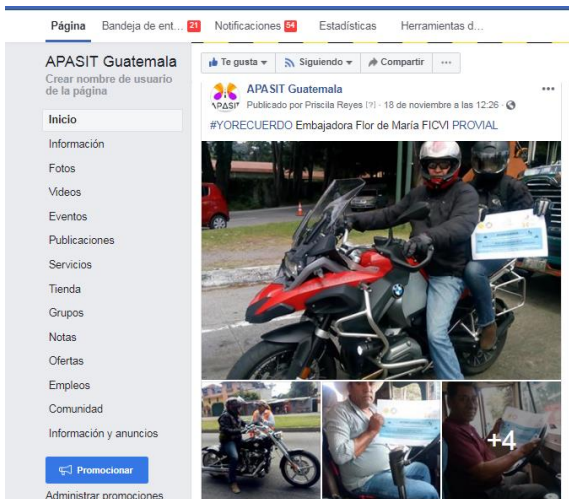 Página Bandeja de ent... 21 Notificaciones 54 Estadísticas Herramientas d...
APASIT Guatemala
Crear nombre de usuario
de la página
Inicio
Información
Fotos
Videos
Eventos
Publicaciones
Servicios
Tienda
Grupos
Notas
Ofertas
Empleos
Comunidad
Información y anuncios
Promocionar
Administrar promociones
Te gusta Siguiendo Compartir ...
APASIT
APASIT Guatemala
Publicado por Priscila Reyes [?] · 18 de noviembre a las 12:26 ·
#YORECUERDO Embajadora Flor de María FICVI PROVIAL
+4